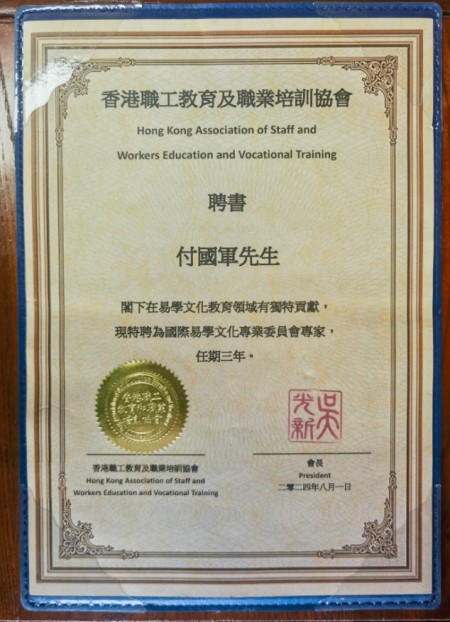 香港職工教育及職業培訓協會
Hong Kong Association of Staff and
Workers Education and Vocational Training
聘書
付國軍先生
閣下在易學文化教育領域有獨特貢獻，
現特聘為國際易學文化專業委員會專家，
任期三年。
香港職工教育及職業培訓協會
Hong Kong Association of Staff and
Workers Education and Vocational Training
吳光新
會長
President
二零二四年八月一日